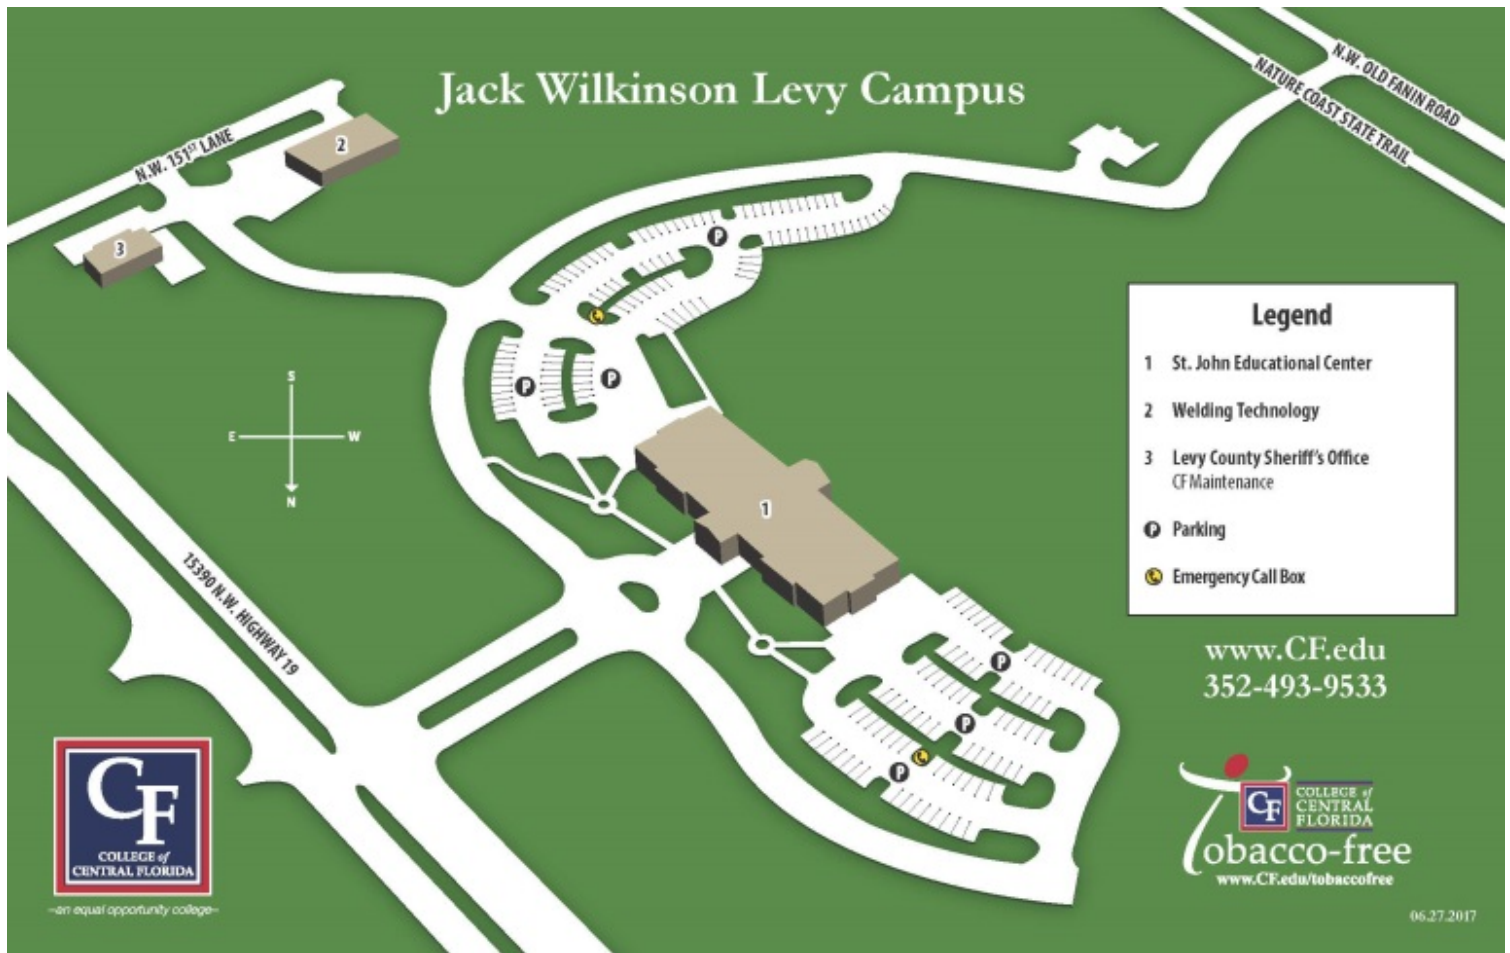 Jack Wilkinson Levy Campus
N.W. OLD FANIN ROAD
NATURE COAST STATE TRAIL
N.W. 151ST LANE
2
3
P
P
P
S
E W
N
1
15390 N.W. HIGHWAY 19
P
P
P
Legend
1 St. John Educational Center
2 Welding Technology
3 Levy County Sheriff's Office
CF Maintenance
P Parking
Emergency Call Box
www.CF.edu
352-493-9533
CF
COLLEGE of
CENTRAL FLORIDA
–an equal opportunity college–
CF
COLLEGE of
CENTRAL
FLORIDA
Tobacco-free
www.CF.edu/tobaccofree
06.27.2017